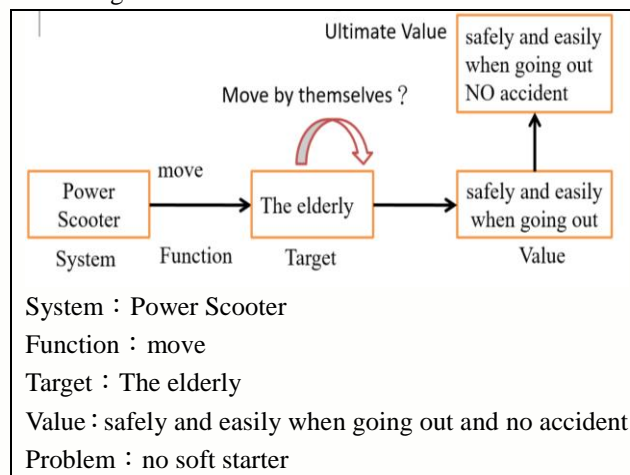 Ultimate Value
safely and easily
when going out
NO accident
Move by themselves？
move
Power
Scooter
The elderly
safely and easily
when going out
System
Function
Target
Value
System：Power Scooter
Function：move
Target：The elderly
Value：safely and easily when going out and no accident
Problem：no soft starter